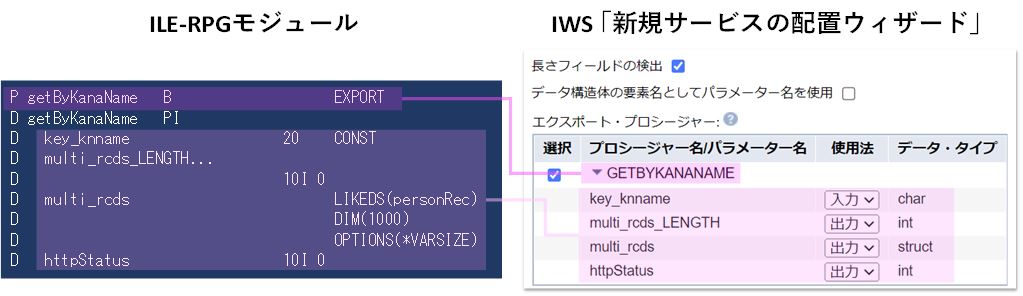 ILE-RPGモジュール
P getByKanaName B EXPORT
D getByKanaName PI
D key_knname 20 CONST
D multi_rcds_LENGTH...
D 10I 0
D multi_rcds LIKEDS(personRec)
D DIM(1000)
D OPTIONS(*VARSIZE)
D httpStatus 10I 0
IWS「新規サービスの配置ウィザード」
長さフィールドの検出
データ構造体の要素名としてパラメーター名を使用
エクスポート・プロシージャー: ?
選択 プロシージャー名/パラメーター名 使用法 データ・タイプ
GETBYKANANAME
key_knname 入力 char
multi_rcds_LENGTH 出力 int
multi_rcds 出力 struct
httpStatus 出力 int